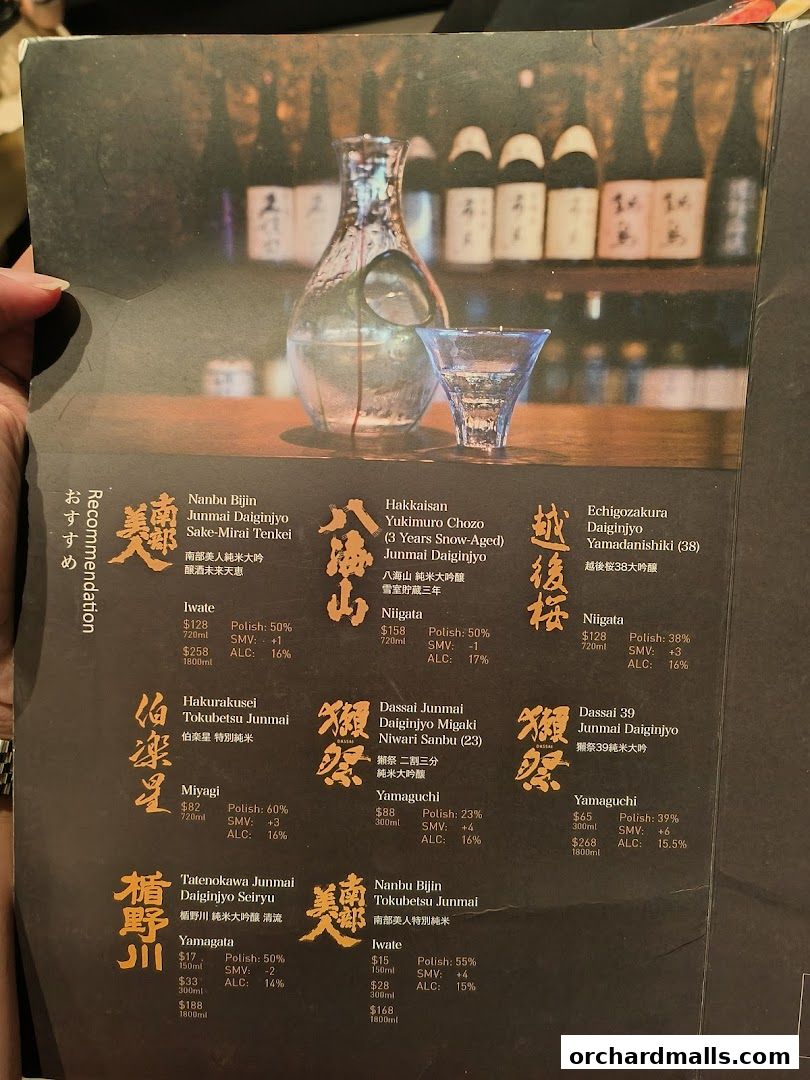 Recommendation
おすすめ
南部美人
Nanbu Bijin
Junmai Daiginjyo
Sake-Mirai Tenkei
南部美人純米大吟
醸酒未来天恵
Iwate
$128
720ml
$258
1800ml
Polish: 50%
SMV: +1
ALC: 16%
八海山
Hakkaisan
Yukimuro Chozo
(3 Years Snow-Aged)
Junmai Daiginjyo
八海山 純米大吟醸
雪室貯蔵三年
Niigata
$158
720ml
Polish: 50%
SMV: -1
ALC: 17%
越後桜
Echigozakura
Daiginjyo
Yamadanishiki (38)
越後桜38大吟醸
Niigata
$128
720ml
Polish: 38%
SMV: +3
ALC: 16%
伯楽星
Hakurakusei
Tokubetsu Junmai
伯楽星 特別純米
Miyagi
$82
720ml
Polish: 60%
SMV: +3
ALC: 16%
獺祭
DASSAI
Dassai Junmai
Daiginjyo Migaki
Niwari Sanbu (23)
獺祭 二割三分
純米大吟醸
Yamaguchi
$88
300ml
Polish: 23%
SMV: +4
ALC: 16%
獺祭
DASSAI
Dassai 39
Junmai Daiginjyo
獺祭39純米大吟
Yamaguchi
$65
300ml
$268
1800ml
Polish: 39%
SMV: +6
ALC: 15.5%
楯野川
Tatenokawa Junmai
Daiginjyo Seiryu
楯野川 純米大吟醸 清流
Yamagata
$17
150ml
$33
300ml
$188
1800ml
Polish: 50%
SMV: -2
ALC: 14%
南部美人
Nanbu Bijin
Tokubetsu Junmai
南部美人特別純米
Iwate
$15
150ml
$28
300ml
$168
1800ml
Polish: 55%
SMV: +4
ALC: 15%
orchardmalls.com